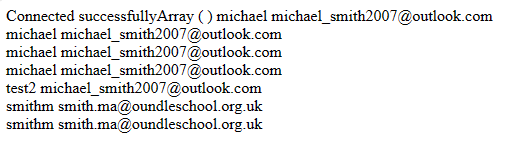 Connected successfullyArray ( ) michael michael_smith2007@outlook.com
michael michael_smith2007@outlook.com
michael michael_smith2007@outlook.com
michael michael_smith2007@outlook.com
test2 michael_smith2007@outlook.com
smithm smith.ma@oundleschool.org.uk
smithm smith.ma@oundleschool.org.uk